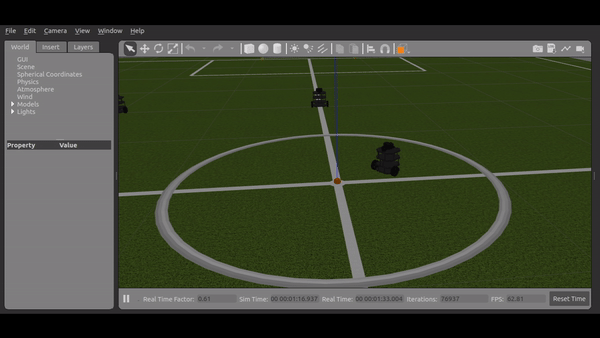 File Edit Camera View Window Help
World Insert Layers
GUI
Scene
Spherical Coordinates
Physics
Atmosphere
Wind
Models
Lights
Property Value
Real Time Factor: 0.61 Sim Time: 00 00:01:16.937 Real Time: 00 00:01:33.004 Iterations: 76937 FPS: 62.81 Reset Time